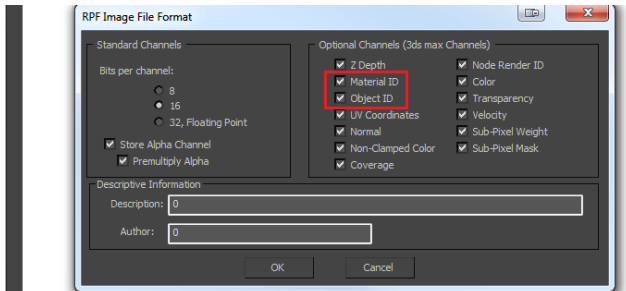 RPF Image File Format
Standard Channels
Bits per channel:
8
16
32, Floating Point
Store Alpha Channel
Premultiply Alpha
Optional Channels (3ds max Channels)
Z Depth
Material ID
Object ID
UV Coordinates
Normal
Non-Clamped Color
Coverage
Node Render ID
Color
Transparency
Velocity
Sub-Pixel Weight
Sub-Pixel Mask
Descriptive Information
Description: 0
Author: 0
OK Cancel